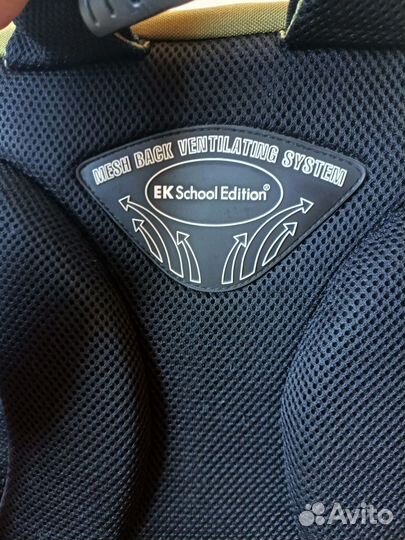 MESH BACK VENTILATING SYSTEM
EK School Edition®
Avito